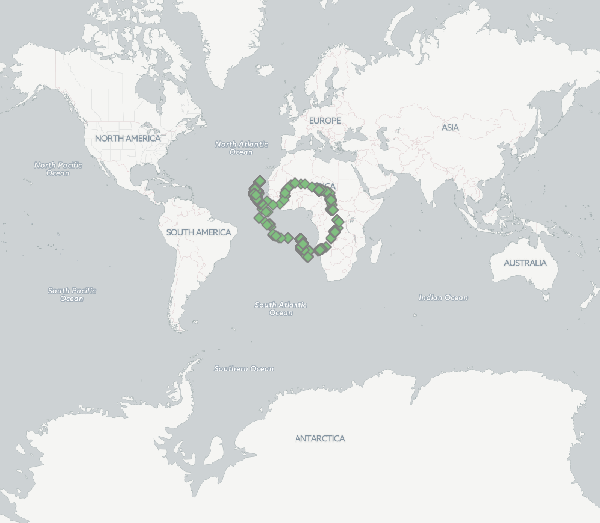 EUROPE
ASIA
NORTH AMERICA
North Atlantic
Ocean
North Pacific
Ocean
SOUTH AMERICA
AUSTRALIA
South Pacific
Ocean
Indian Ocean
South Atlantic
Ocean
Southern Ocean
ANTARCTICA